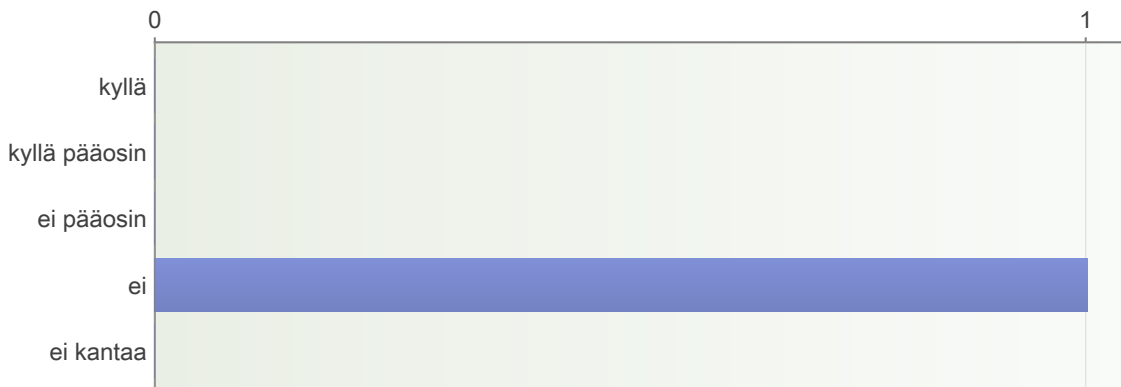 0 1
kyllä
kyllä pääosin
ei pääosin
ei
ei kantaa